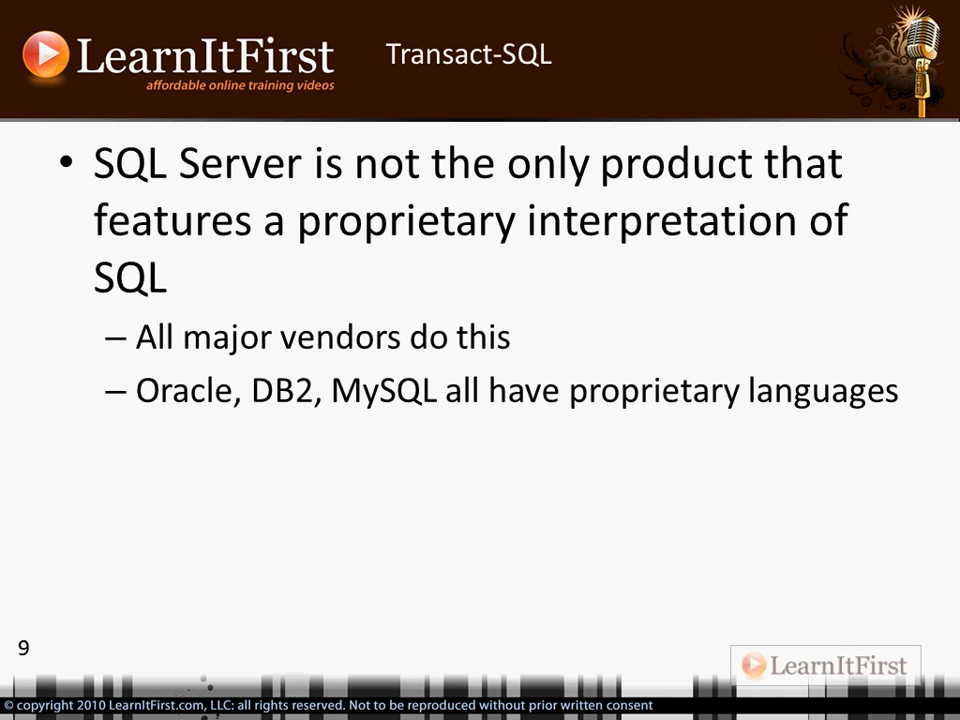 LearnItFirst
affordable online training videos
Transact-SQL
• SQL Server is not the only product that
features a proprietary interpretation of
SQL
– All major vendors do this
– Oracle, DB2, MySQL all have proprietary languages
9
LearnItFirst
© copyright 2010 LearnItFirst.com, LLC: all rights reserved. Not to be reproduced without prior written consent